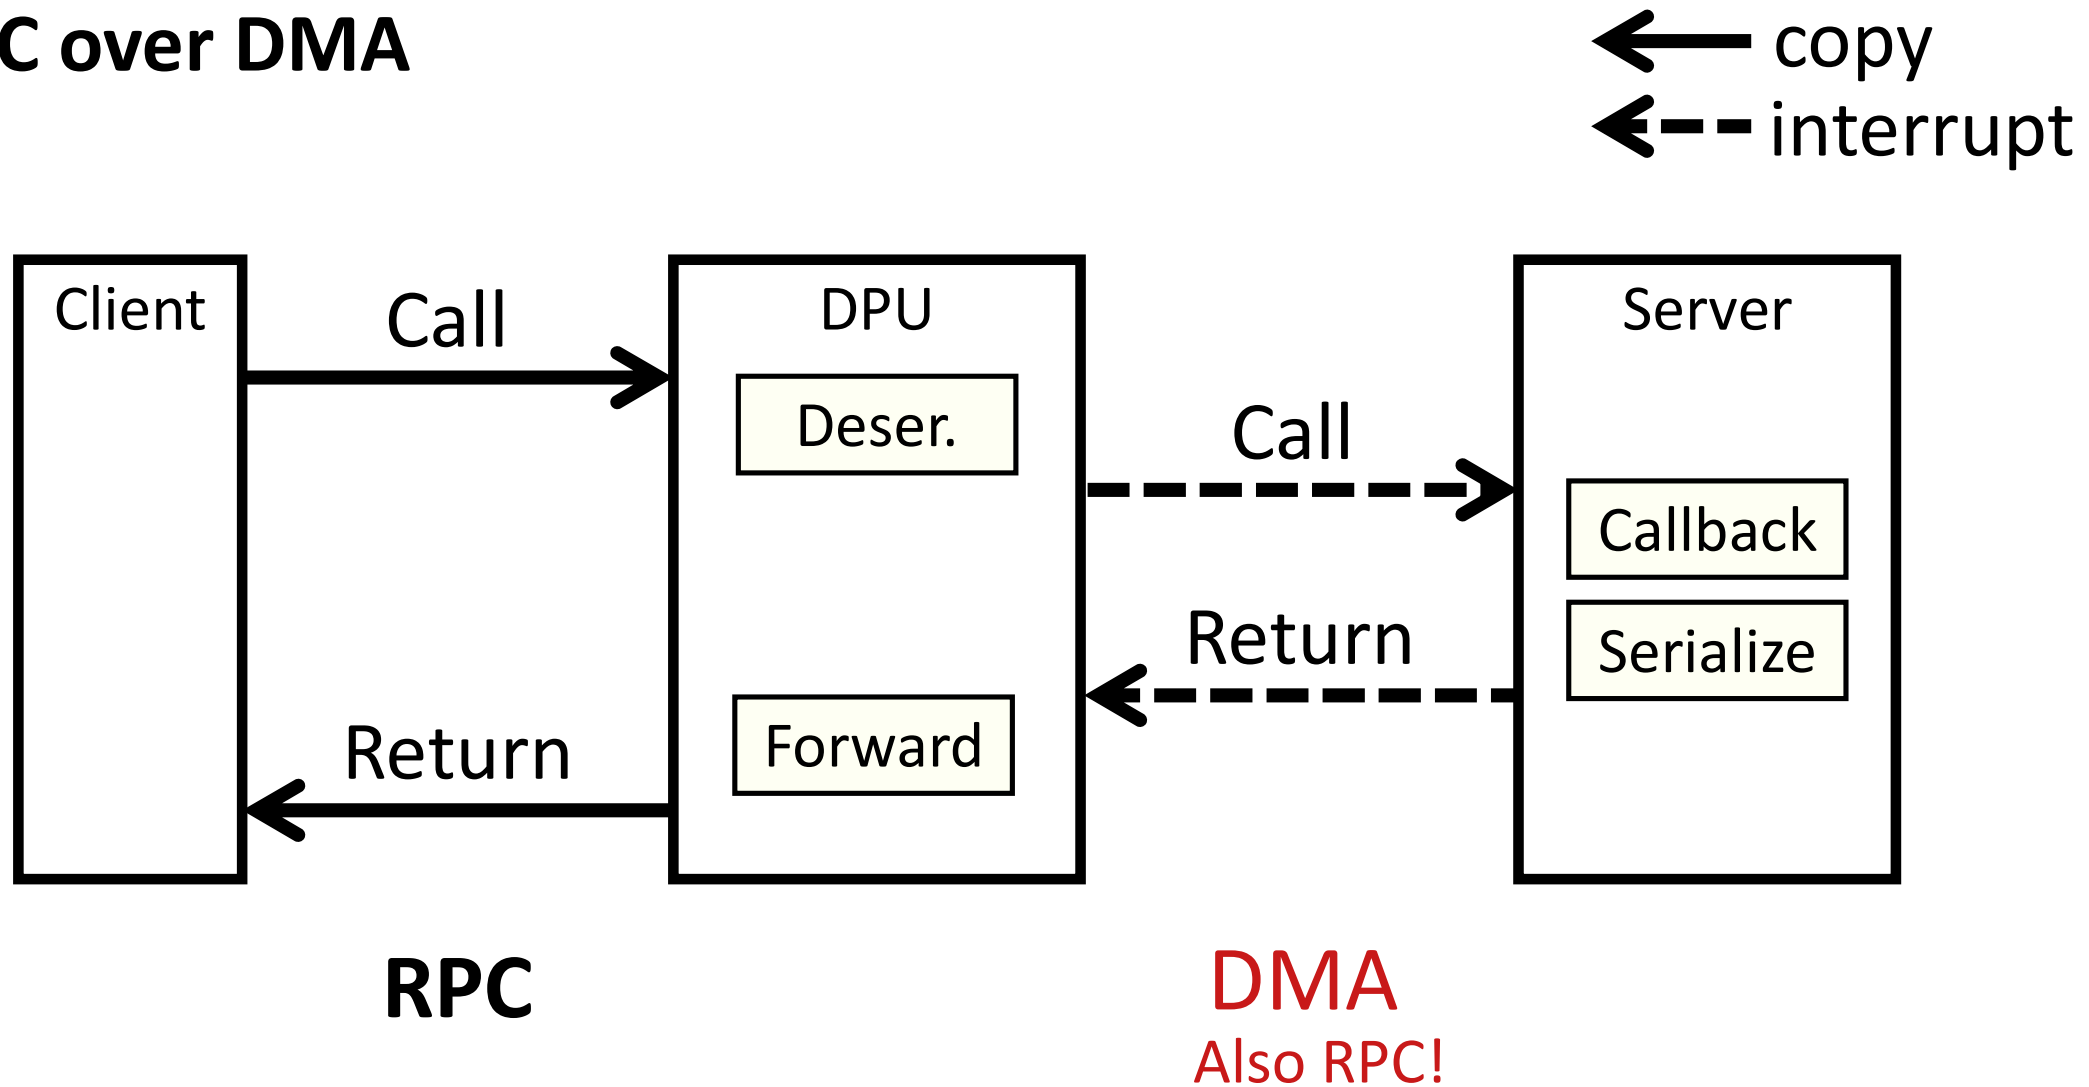 C over DMA
copy
interrupt
Client
Call
DPU
Server
Deser.
Call
Callback
Return
Serialize
Return
Forward
RPC
DMA
Also RPC!